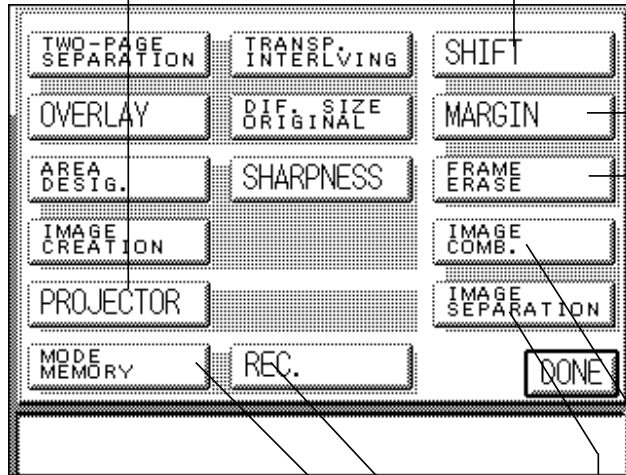 TWO-PAGE
SEPARATION
TRANSP.
INTERLVING
SHIFT
OVERLAY
DIF. SIZE
ORIGINAL
MARGIN
AREA
DESIG.
SHARPNESS
FRAME
ERASE
IMAGE
CREATION
IMAGE
COMB.
PROJECTOR
IMAGE
SEPARATION
MODE
MEMORY
REC.
DONE